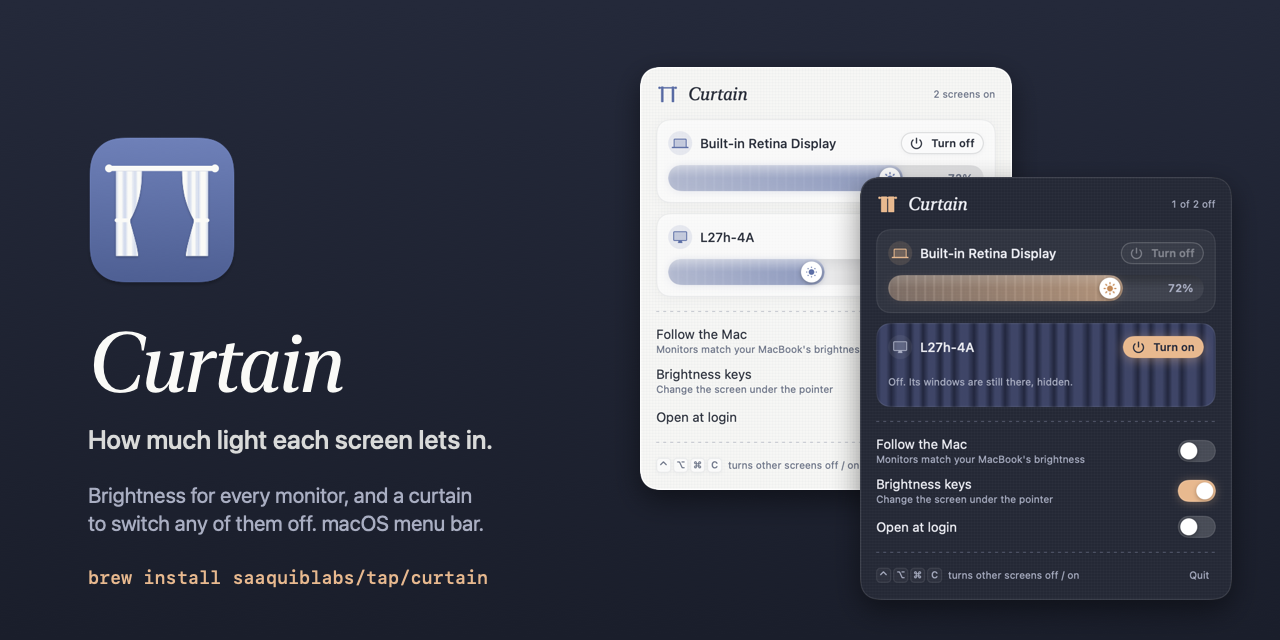 Curtain
How much light each screen lets in.
Brightness for every monitor, and a curtain
to switch any of them off. macOS menu bar.
brew install saaquiblabs/tap/curtain
Curtain
2 screens on
Built-in Retina Display
Turn off
72%
L27h-4A
Follow the Mac
Monitors match your MacBook's brightnes
Brightness keys
Change the screen under the pointer
Open at login
^ ⌥ ⌘ C turns other screens off / on
Curtain
1 of 2 off
Built-in Retina Display
Turn off
72%
L27h-4A
Turn on
Off. Its windows are still there, hidden.
Follow the Mac
Monitors match your MacBook's brightness
Brightness keys
Change the screen under the pointer
Open at login
^ ⌥ ⌘ C turns other screens off / on
Quit